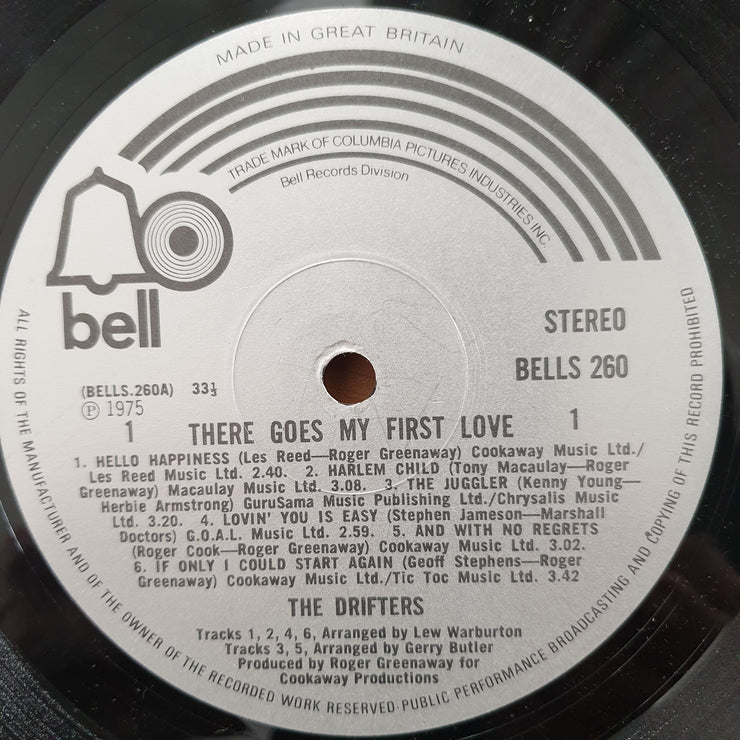 MADE IN GREAT BRITAIN
TRADE MARK OF COLUMBIA PICTURES INDUSTRIES INC.
Bell Records Division
bell
STEREO
BELLS 260
(BELLS.260A) 33⅓
Ⓟ 1975
1 THERE GOES MY FIRST LOVE 1
1. HELLO HAPPINESS (Les Reed—Roger Greenaway) Cookaway Music Ltd./
Les Reed Music Ltd. 2.40. 2. HARLEM CHILD (Tony Macaulay—Roger
Greenaway) Macaulay Music Ltd. 3.08. 3. THE JUGGLER (Kenny Young—
Herbie Armstrong) GuruSama Music Publishing Ltd./Chrysalis Music
Ltd. 3.20. 4. LOVIN' YOU IS EASY (Stephen Jameson—Marshall
Doctors) G.O.A.L. Music Ltd. 2.59. 5. AND WITH NO REGRETS
(Roger Cook—Roger Greenaway) Cookaway Music Ltd. 3.02.
6. IF ONLY I COULD START AGAIN (Geoff Stephens—Roger
Greenaway) Cookaway Music Ltd./Tic Toc Music Ltd. 3.42
THE DRIFTERS
Tracks 1, 2, 4, 6, Arranged by Lew Warburton
Tracks 3, 5, Arranged by Gerry Butler
Produced by Roger Greenaway for
Cookaway Productions
ALL RIGHTS OF THE MANUFACTURER AND OF THE OWNER OF THE RECORDED WORK RESERVED·PUBLIC PERFORMANCE BROADCASTING AND COPYING OF THIS RECORD PROHIBITED